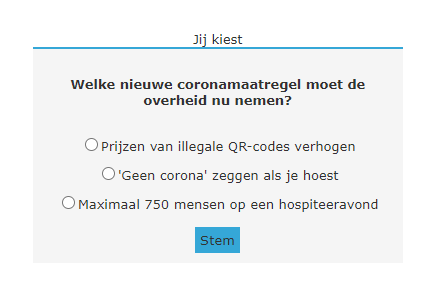 Jij kiest
Welke nieuwe coronamaatregel moet de
overheid nu nemen?
Prijzen van illegale QR-codes verhogen
'Geen corona' zeggen als je hoest
Maximaal 750 mensen op een hospiteeravond
Stem